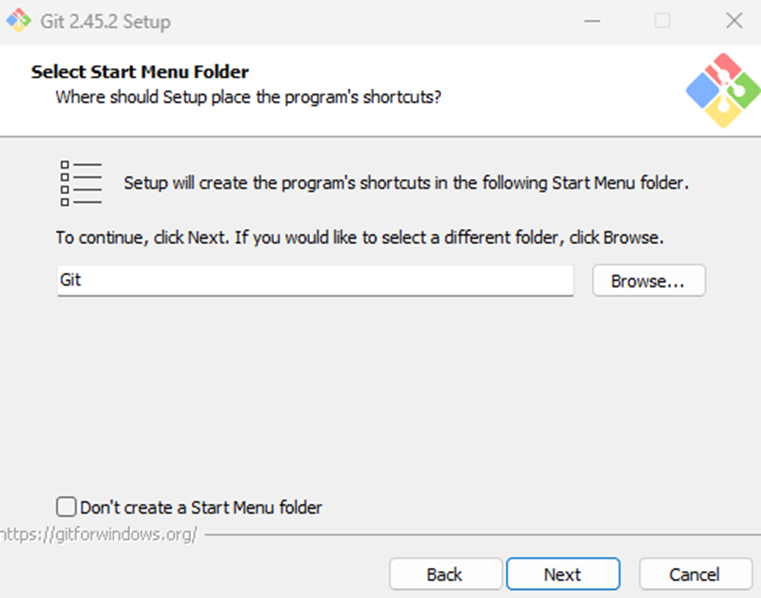 Git 2.45.2 Setup
Select Start Menu Folder
Where should Setup place the program's shortcuts?
Setup will create the program's shortcuts in the following Start Menu folder.
To continue, click Next. If you would like to select a different folder, click Browse.
Git
Browse...
Don't create a Start Menu folder
https://gitforwindows.org/
Back
Next
Cancel